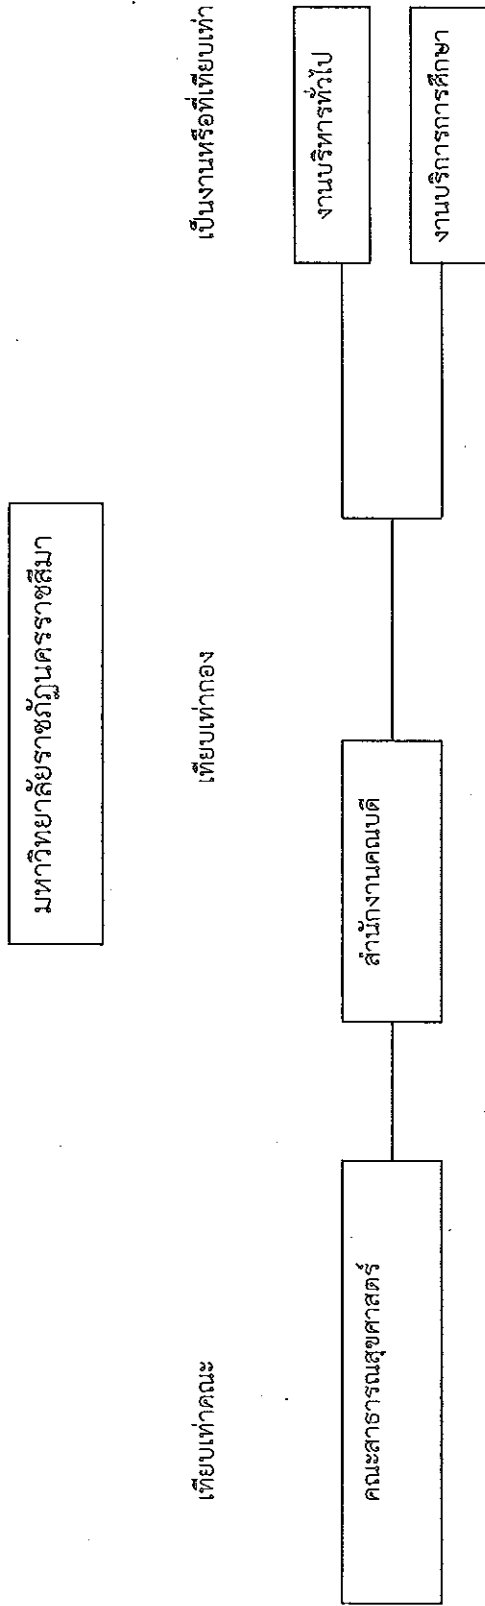 มหาวิทยาลัยราชภัฏนครราชสีมา
เทียบเท่าคณะ
เทียบเท่ากอง
เป็นงานหรือที่เทียบเท่า
คณะสาธารณสุขศาสตร์
สำนักงานคณบดี
งานบริหารทั่วไป
งานบริการการศึกษา